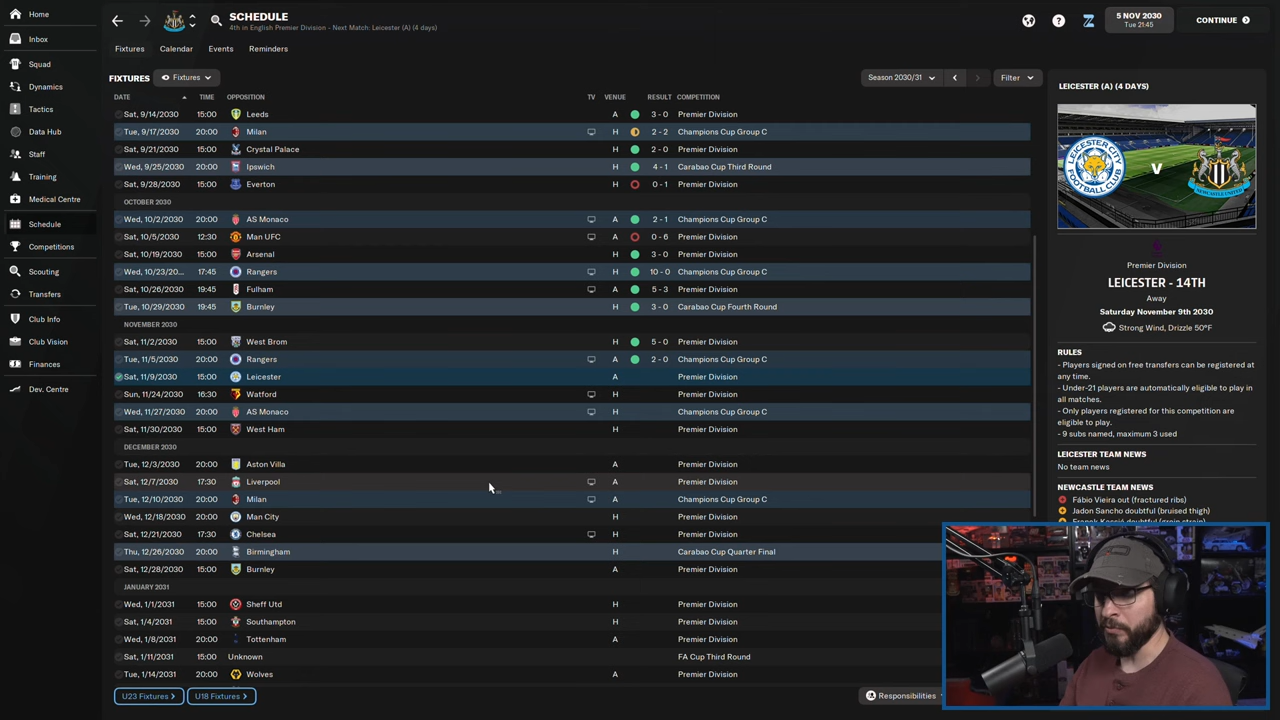 Home
Inbox
Squad
Dynamics
Tactics
Data Hub
Staff
Training
Medical Centre
Schedule
Competitions
Scouting
Transfers
Club Info
Club Vision
Finances
Dev. Centre
SCHEDULE
4th in English Premier Division - Next Match: Leicester (A) (4 days)
5 NOV 2030
Tue 21:45
CONTINUE
Fixtures Calendar Events Reminders
FIXTURES Fixtures Season 2030/31 Filter
DATE TIME OPPOSITION TV VENUE RESULT COMPETITION
Sat, 9/14/2030 15:00 Leeds A 3 - 0 Premier Division
Tue, 9/17/2030 20:00 Milan H 2 - 2 Champions Cup Group C
Sat, 9/21/2030 15:00 Crystal Palace A 2 - 0 Premier Division
Wed, 9/25/2030 20:00 Ipswich H 4 - 1 Carabao Cup Third Round
Sat, 9/28/2030 15:00 Everton H 0 - 1 Premier Division
OCTOBER 2030
Wed, 10/2/2030 20:00 AS Monaco A 2 - 1 Champions Cup Group C
Sat, 10/5/2030 12:30 Man UFC A 0 - 6 Premier Division
Sat, 10/19/2030 15:00 Arsenal H 3 - 0 Premier Division
Wed, 10/23/20... 17:45 Rangers H 10 - 0 Champions Cup Group C
Sat, 10/26/2030 19:45 Fulham A 5 - 3 Premier Division
Tue, 10/29/2030 19:45 Burnley H 3 - 0 Carabao Cup Fourth Round
NOVEMBER 2030
Sat, 11/2/2030 15:00 West Brom H 5 - 0 Premier Division
Tue, 11/5/2030 20:00 Rangers A 2 - 0 Champions Cup Group C
Sat, 11/9/2030 15:00 Leicester A Premier Division
Sun, 11/24/2030 16:30 Watford H Premier Division
Wed, 11/27/2030 20:00 AS Monaco H Champions Cup Group C
Sat, 11/30/2030 15:00 West Ham H Premier Division
DECEMBER 2030
Tue, 12/3/2030 20:00 Aston Villa A Premier Division
Sat, 12/7/2030 17:30 Liverpool A Premier Division
Tue, 12/10/2030 20:00 Milan A Champions Cup Group C
Wed, 12/18/2030 20:00 Man City H Premier Division
Sat, 12/21/2030 17:30 Chelsea H Premier Division
Thu, 12/26/2030 20:00 Birmingham H Carabao Cup Quarter Final
Sat, 12/28/2030 15:00 Burnley A Premier Division
JANUARY 2031
Wed, 1/1/2031 15:00 Sheff Utd H Premier Division
Sat, 1/4/2031 15:00 Southampton H Premier Division
Wed, 1/8/2031 20:00 Tottenham A Premier Division
Sat, 1/11/2031 15:00 Unknown FA Cup Third Round
Tue, 1/14/2031 20:00 Wolves A Premier Division
U23 Fixtures U18 Fixtures Responsibilities
LEICESTER (A) (4 DAYS)
V
Premier Division
LEICESTER - 14TH
Away
Saturday November 9th 2030
Strong Wind, Drizzle 50°F
RULES
- Players signed on free transfers can be registered at
any time.
- Under-21 players are automatically eligible to play in
all matches.
- Only players registered for this competition are
eligible to play.
- 9 subs named, maximum 3 used
LEICESTER TEAM NEWS
No team news
NEWCASTLE TEAM NEWS
Fábio Vieira out (fractured ribs)
Jadon Sancho doubtful (bruised thigh)